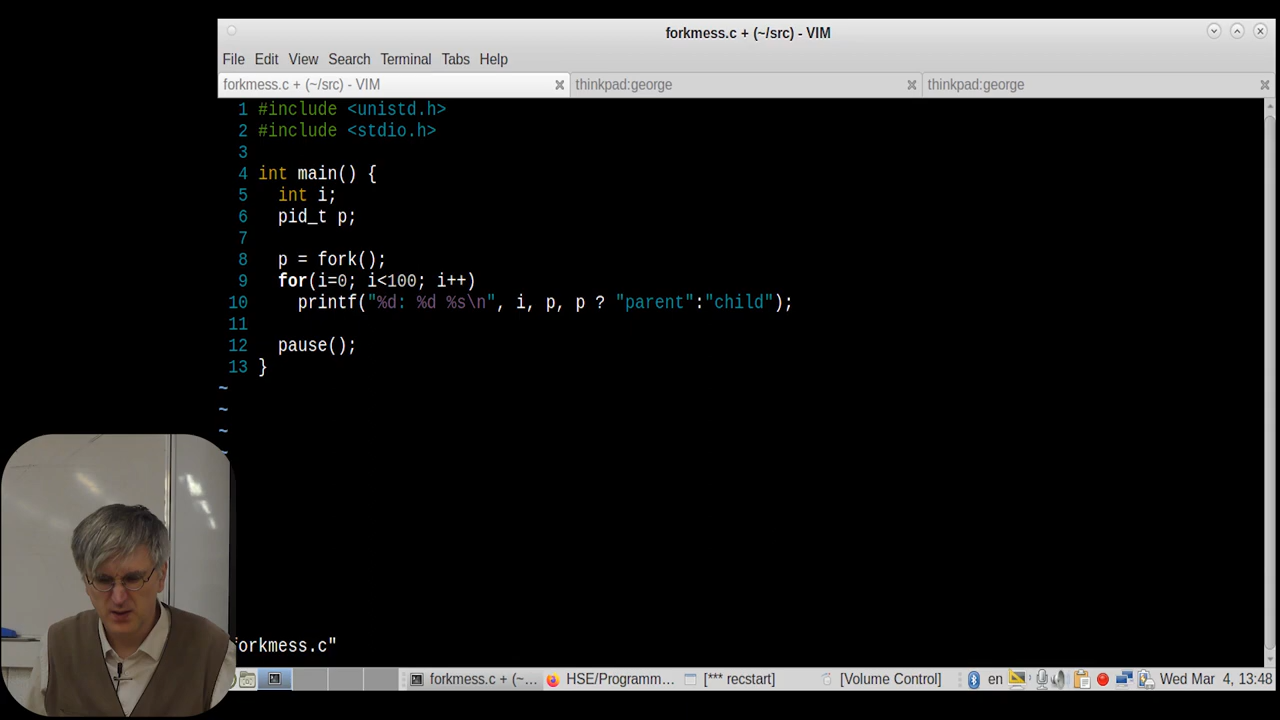 forkmess.c + (~/src) - VIM
File Edit View Search Terminal Tabs Help
forkmess.c + (~/src) - VIM thinkpad:george thinkpad:george
1 #include <unistd.h>
2 #include <stdio.h>
3
4 int main() {
5   int i;
6   pid_t p;
7
8   p = fork();
9   for(i=0; i<100; i++)
10     printf("%d: %d %s\n", i, p, p ? "parent":"child");
11
12   pause();
13 }
~
~
~
~
orkmess.c"
forkmess.c + (~... HSE/Programm... [*** recstart] [Volume Control] en Wed Mar 4, 13:48